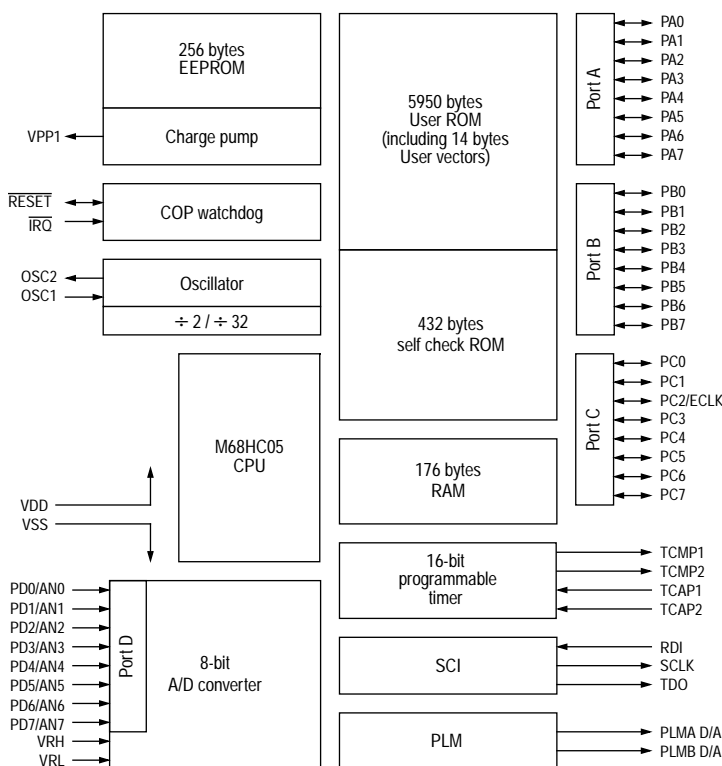 256 bytes
EEPROM
Charge pump
VPP1
RESET
IRQ
COP watchdog
OSC2
OSC1
Oscillator
÷ 2 / ÷ 32
M68HC05
CPU
VDD
VSS
PD0/AN0
PD1/AN1
PD2/AN2
PD3/AN3
PD4/AN4
PD5/AN5
PD6/AN6
PD7/AN7
VRH
VRL
Port D
8-bit
A/D converter
5950 bytes
User ROM
(including 14 bytes
User vectors)
432 bytes
self check ROM
176 bytes
RAM
16-bit
programmable
timer
SCI
PLM
Port A
PA0
PA1
PA2
PA3
PA4
PA5
PA6
PA7
Port B
PB0
PB1
PB2
PB3
PB4
PB5
PB6
PB7
Port C
PC0
PC1
PC2/ECLK
PC3
PC4
PC5
PC6
PC7
TCMP1
TCMP2
TCAP1
TCAP2
RDI
SCLK
TDO
PLMA D/A
PLMB D/A